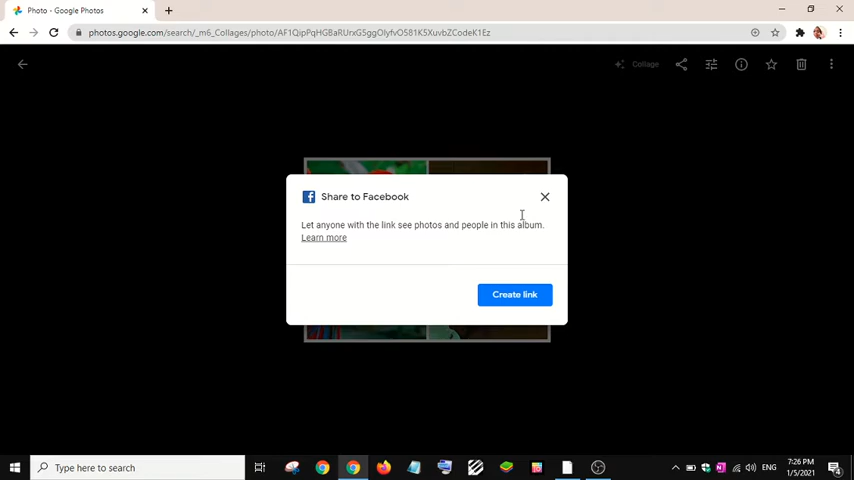 Photo - Google Photos
photos.google.com/search/_m6_Collages/photo/AF1QipPqHGBaRUrxG5ggOlyfvO581K5XuvbZCodeK1Ez
Collage
Share to Facebook
Let anyone with the link see photos and people in this album.
Learn more
Create link
Type here to search
ENG
7:26 PM
1/5/2021
4